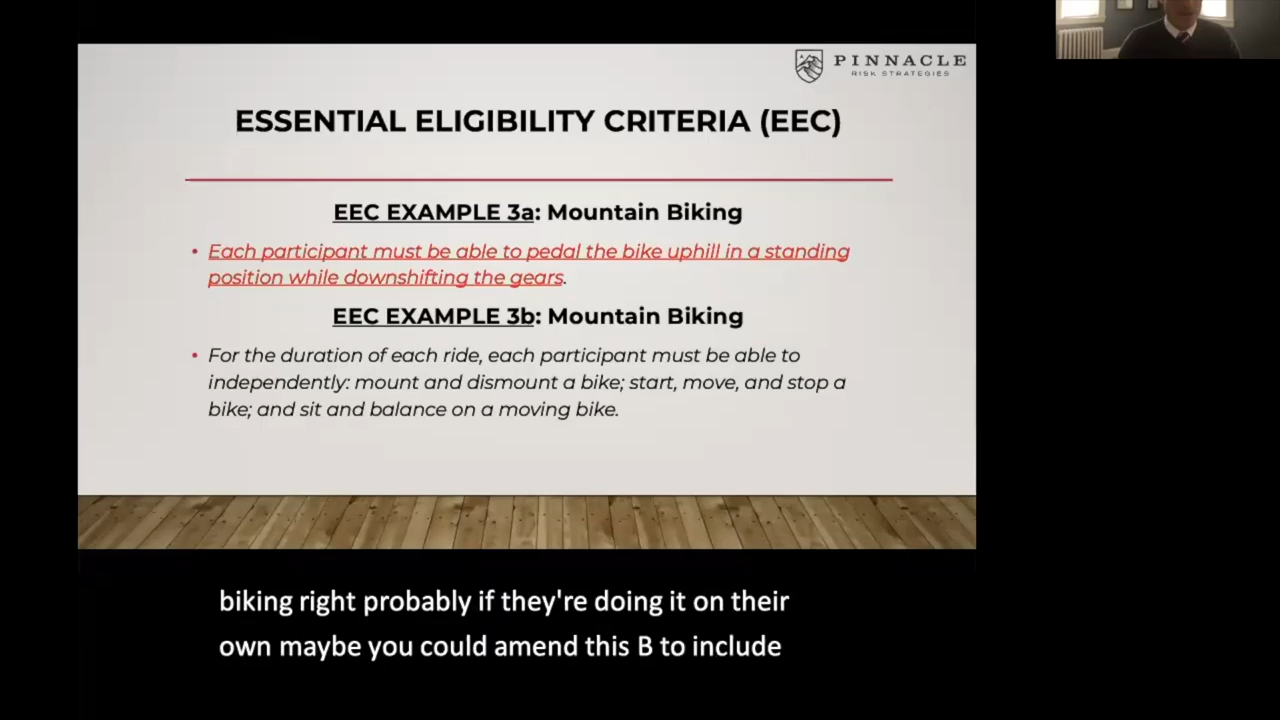 PINNACLE
RISK STRATEGIES
ESSENTIAL ELIGIBILITY CRITERIA (EEC)
EEC EXAMPLE 3a: Mountain Biking
• Each participant must be able to pedal the bike uphill in a standing
position while downshifting the gears.
EEC EXAMPLE 3b: Mountain Biking
• For the duration of each ride, each participant must be able to
independently: mount and dismount a bike; start, move, and stop a
bike; and sit and balance on a moving bike.
biking right probably if they're doing it on their
own maybe you could amend this B to include